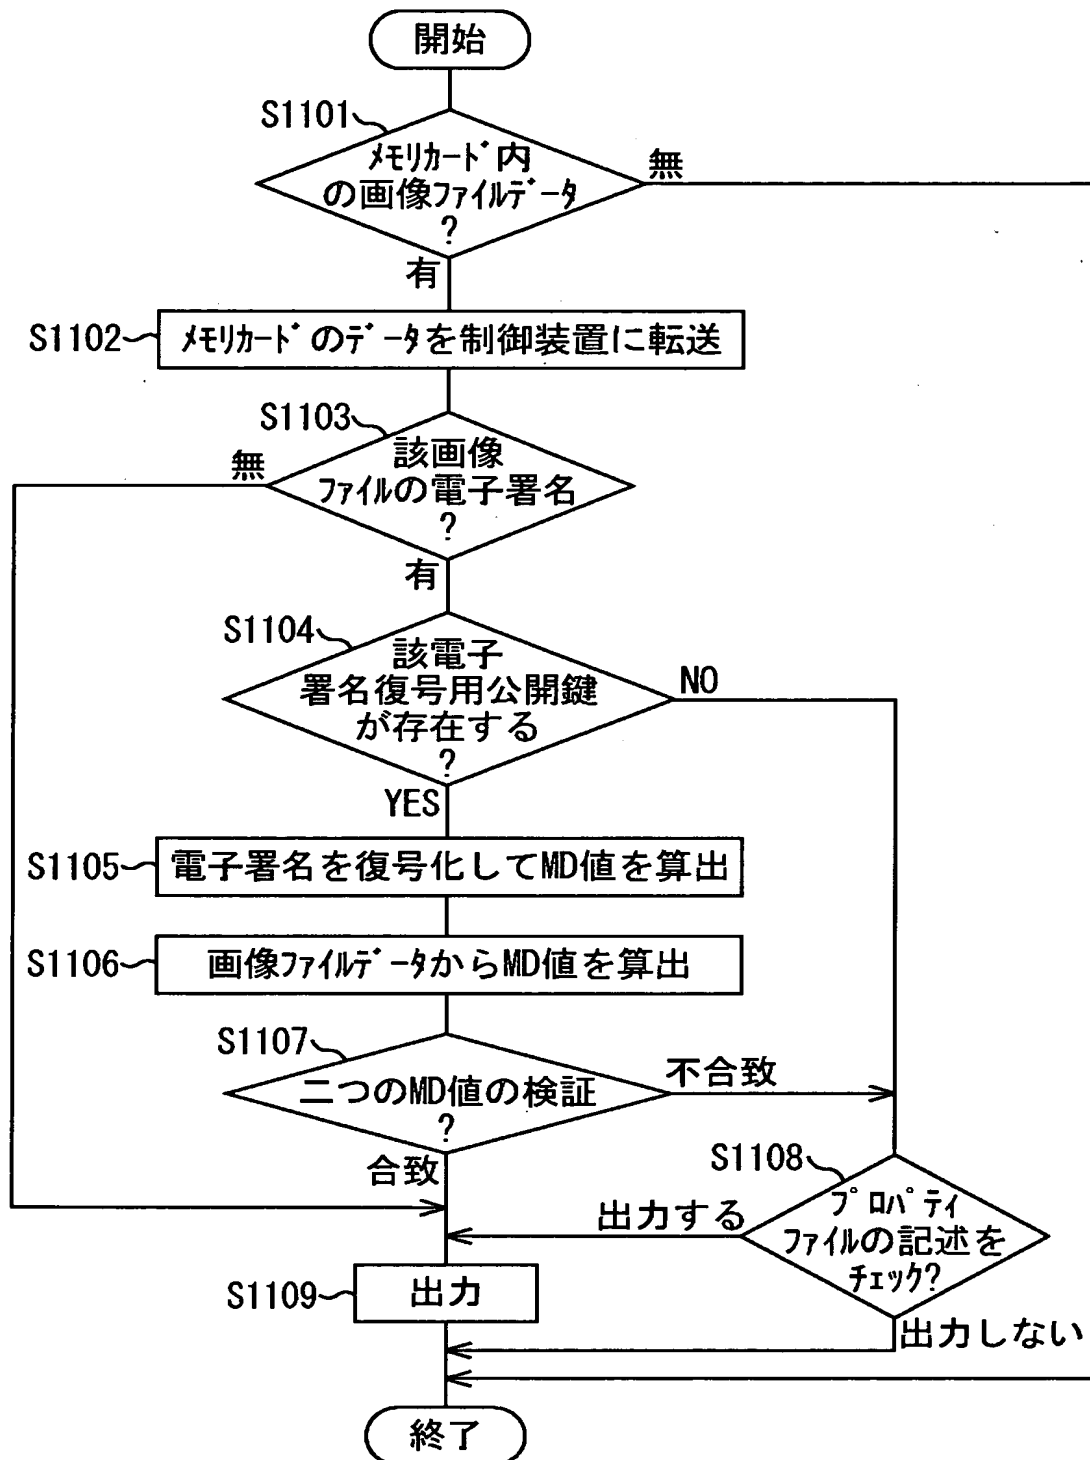 開始
S1101
ﾒﾓﾘｶｰﾄﾞ内
の画像ﾌｧｲﾙﾃﾞｰﾀ
?
無
有
S1102
ﾒﾓﾘｶｰﾄﾞのﾃﾞｰﾀを制御装置に転送
S1103
該画像
ﾌｧｲﾙの電子署名
?
無
有
S1104
該電子
署名復号用公開鍵
が存在する
?
NO
YES
S1105
電子署名を復号化してMD値を算出
S1106
画像ﾌｧｲﾙﾃﾞｰﾀからMD値を算出
S1107
二つのMD値の検証
?
不合致
合致
S1108
ﾌﾟﾛﾊﾟﾃｨ
ﾌｧｲﾙの記述を
ﾁｪｯｸ?
出力する
S1109
出力
出力しない
終了